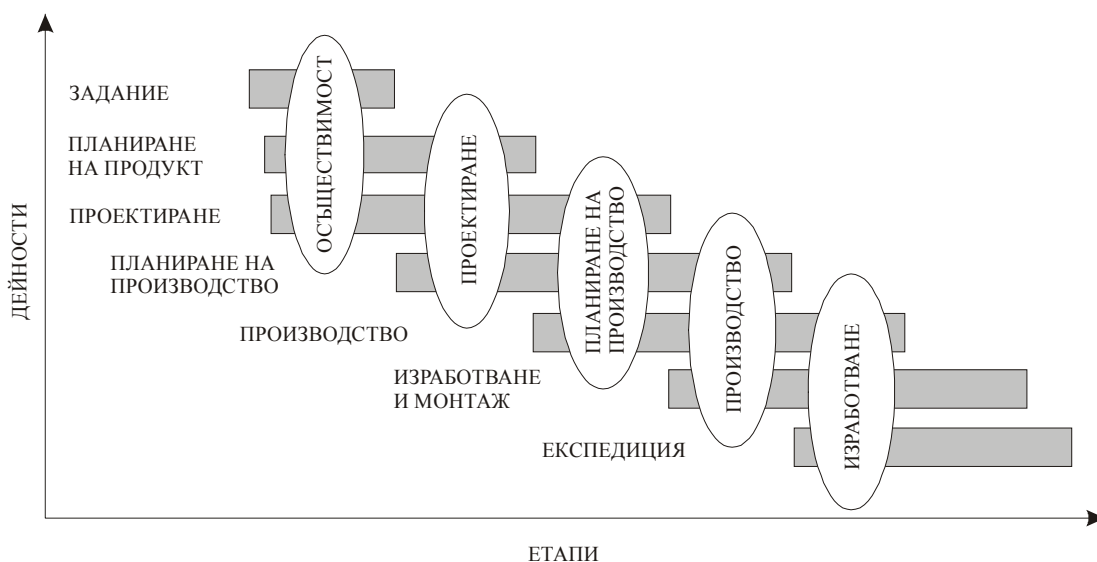 ЗАДАНИЕ
ПЛАНИРАНЕ
НА ПРОДУКТ
ПРОЕКТИРАНЕ
ПЛАНИРАНЕ НА
ПРОИЗВОДСТВО
ПРОИЗВОДСТВО
ИЗРАБОТВАНЕ
И МОНТАЖ
ЕКСПЕДИЦИЯ
ОСЪЩЕСТВИМОСТ
ПРОЕКТИРАНЕ
ПЛАНИРАНЕ НА
ПРОИЗВОДСТВО
ПРОИЗВОДСТВО
ИЗРАБОТВАНЕ
ДЕЙНОСТИ
ЕТАПИ